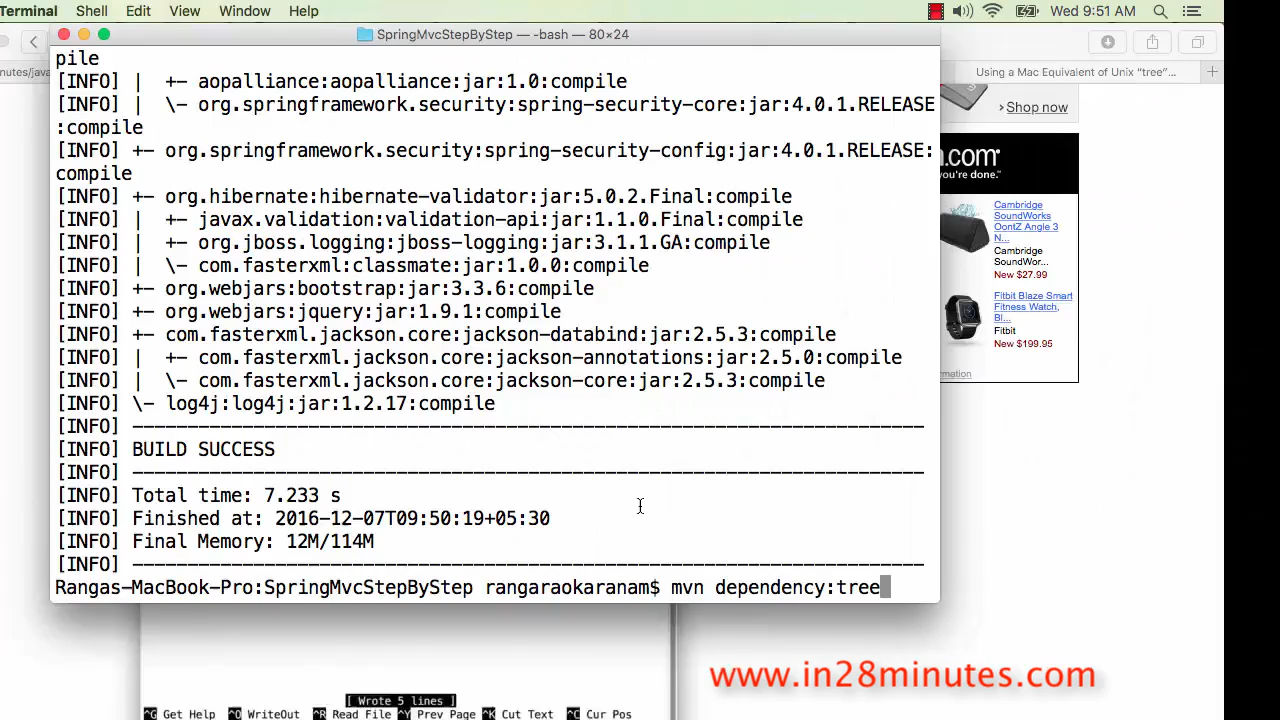 Terminal Shell Edit View Window Help Wed 9:51 AM
SpringMvcStepByStep — -bash — 80×24
Using a Mac Equivalent of Unix “tree”...
pile
[INFO] |  +- aopalliance:aopalliance:jar:1.0:compile
[INFO] |  \- org.springframework.security:spring-security-core:jar:4.0.1.RELEASE
:compile
[INFO] +- org.springframework.security:spring-security-config:jar:4.0.1.RELEASE:
compile
[INFO] +- org.hibernate:hibernate-validator:jar:5.0.2.Final:compile
[INFO] |  +- javax.validation:validation-api:jar:1.1.0.Final:compile
[INFO] |  +- org.jboss.logging:jboss-logging:jar:3.1.1.GA:compile
[INFO] |  \- com.fasterxml:classmate:jar:1.0.0:compile
[INFO] +- org.webjars:bootstrap:jar:3.3.6:compile
[INFO] +- org.webjars:jquery:jar:1.9.1:compile
[INFO] +- com.fasterxml.jackson.core:jackson-databind:jar:2.5.3:compile
[INFO] |  +- com.fasterxml.jackson.core:jackson-annotations:jar:2.5.0:compile
[INFO] |  \- com.fasterxml.jackson.core:jackson-core:jar:2.5.3:compile
[INFO] \- log4j:log4j:jar:1.2.17:compile
[INFO] ------------------------------------------------------------------------
[INFO] BUILD SUCCESS
[INFO] ------------------------------------------------------------------------
[INFO] Total time: 7.233 s
[INFO] Finished at: 2016-12-07T09:50:19+05:30
[INFO] Final Memory: 12M/114M
[INFO] ------------------------------------------------------------------------
Rangas-MacBook-Pro:SpringMvcStepByStep rangaraokaranam$ mvn dependency:tree
nutes/java
› Shop now
n.com
you're done.™
Cambridge
SoundWorks
OontZ Angle 3
N...
Cambridge
SoundWor...
New $27.99
Fitbit Blaze Smart
Fitness Watch,
Bl...
Fitbit
New $199.95
rmation
www.in28minutes.com
[ Wrote 5 lines ]
^G Get Help ^O WriteOut ^R Read File ^Y Prev Page ^K Cut Text ^C Cur Pos